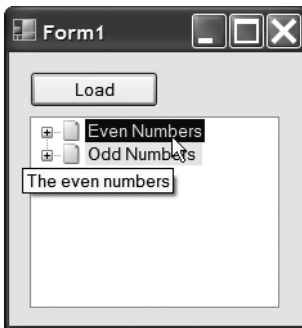 Form1
Load
Even Numbers
Odd Numbers
The even numbers